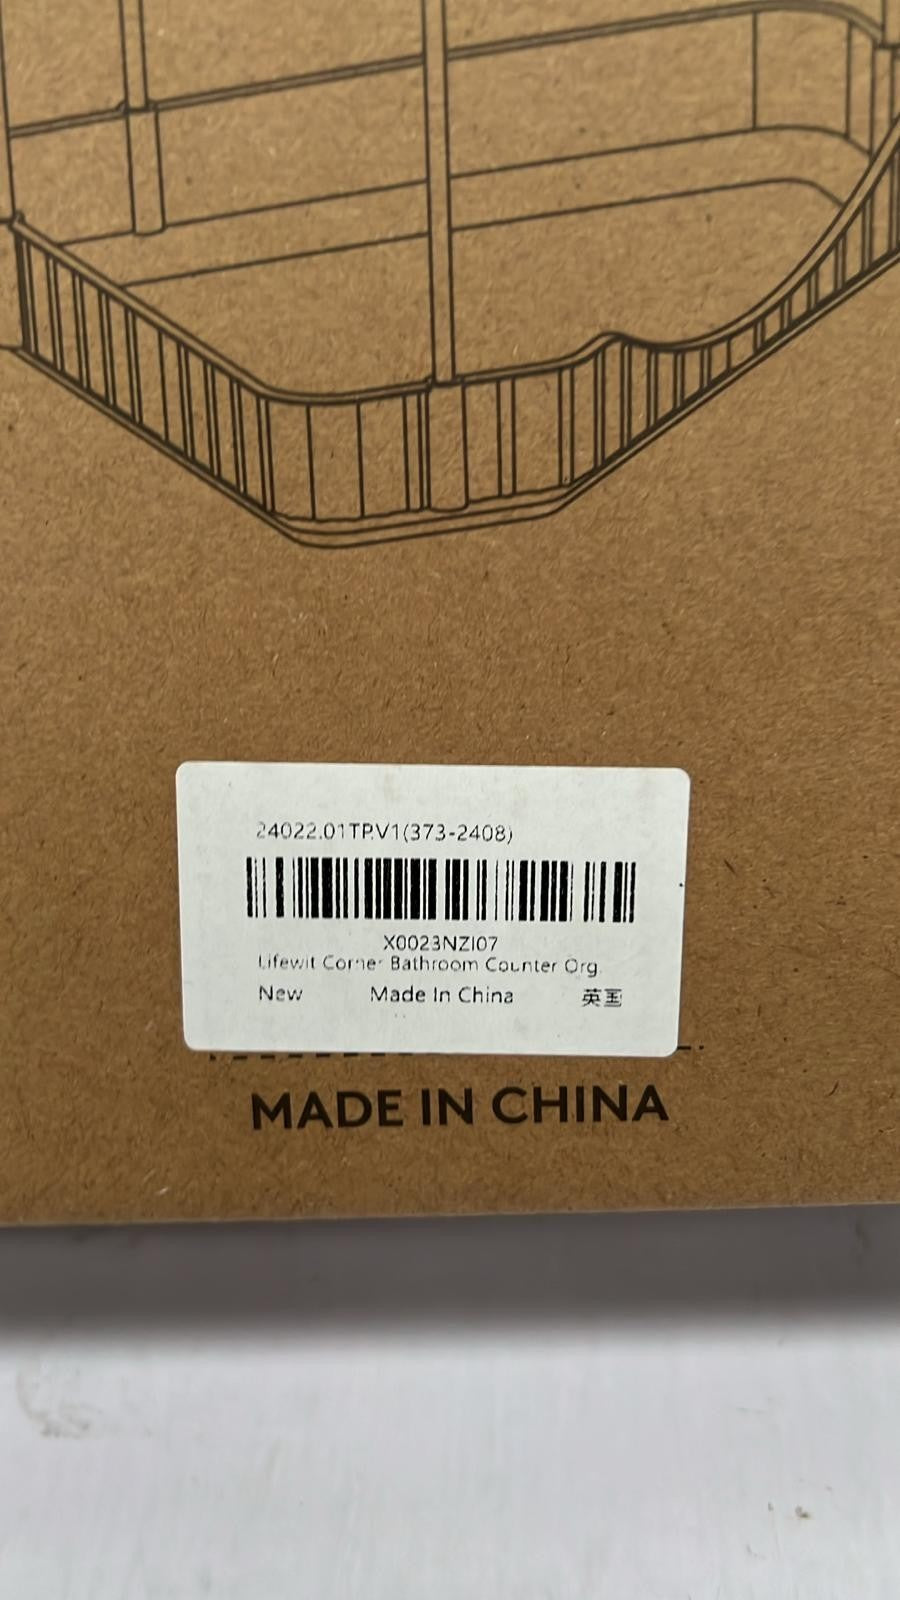 24022.01TP.V1(373-2408)
X0023NZI07
Lifewit Corner Bathroom Counter Org
New Made In China 英国
MADE IN CHINA